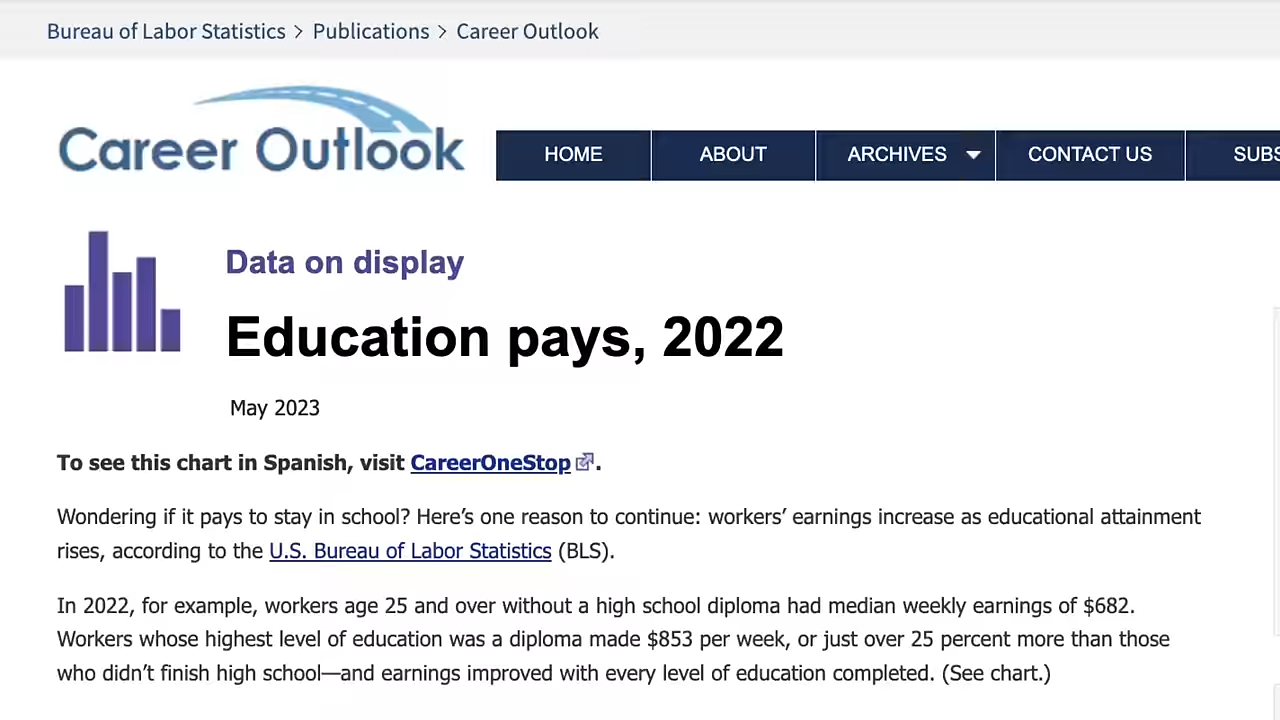 Bureau of Labor Statistics > Publications > Career Outlook
Career Outlook
HOME ABOUT ARCHIVES CONTACT US
Data on display
Education pays, 2022
May 2023
To see this chart in Spanish, visit CareerOneStop.
Wondering if it pays to stay in school? Here’s one reason to continue: workers’ earnings increase as educational attainment
rises, according to the U.S. Bureau of Labor Statistics (BLS).
In 2022, for example, workers age 25 and over without a high school diploma had median weekly earnings of $682.
Workers whose highest level of education was a diploma made $853 per week, or just over 25 percent more than those
who didn’t finish high school—and earnings improved with every level of education completed. (See chart.)